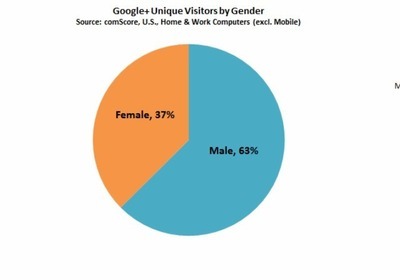 Google+ Unique Visitors by Gender
Source: comScore, U.S., Home & Work Computers (excl. Mobile)
Female, 37%
M
Male, 63%